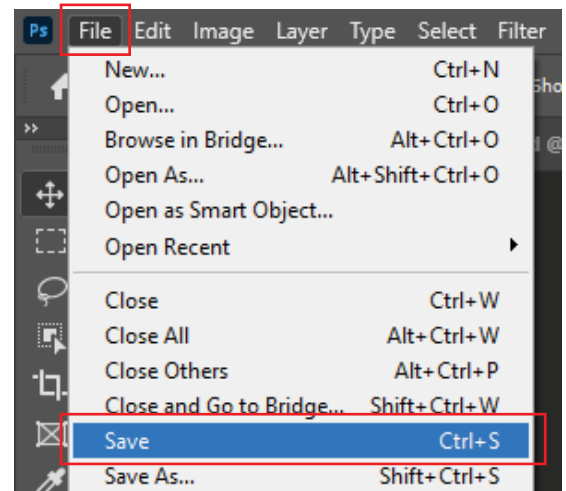 Ps File Edit Image Layer Type Select Filter
New... Ctrl+N
Open... Ctrl+O
Browse in Bridge... Alt+Ctrl+O
Open As... Alt+Shift+Ctrl+O
Open as Smart Object...
Open Recent
Close Ctrl+W
Close All Alt+Ctrl+W
Close Others Alt+Ctrl+P
Close and Go to Bridge... Shift+Ctrl+W
Save Ctrl+S
Save As... Shift+Ctrl+S